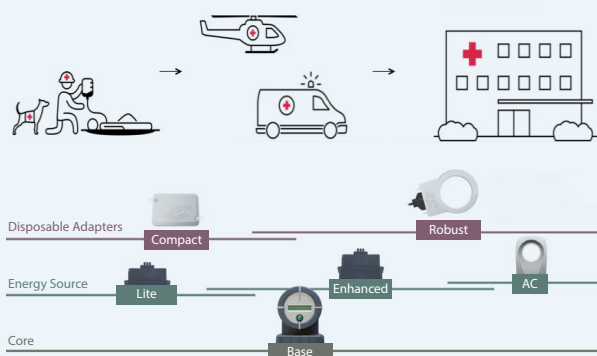 Disposable Adapters
Compact
Robust
Energy Source
Lite
Enhanced
AC
Core
Base